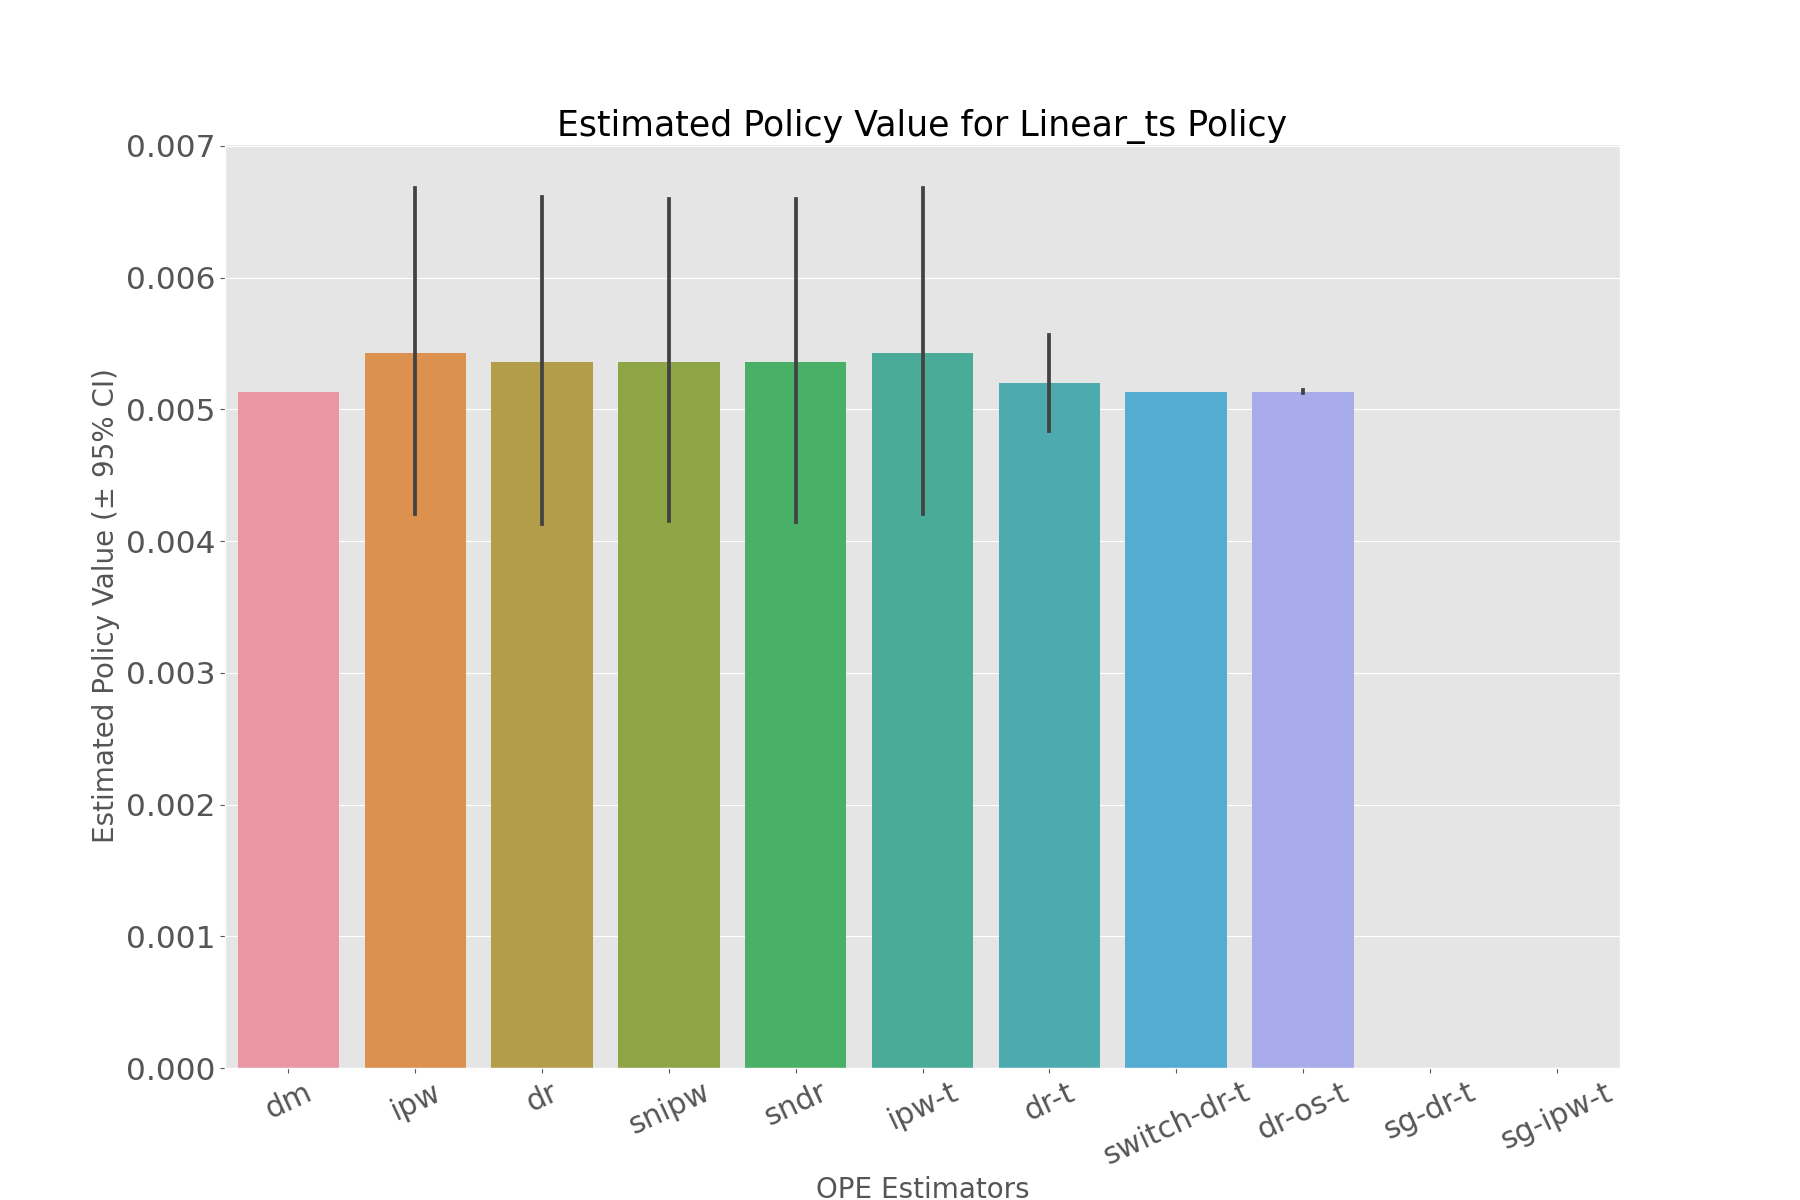 Estimated Policy Value for Linear_ts Policy
Estimated Policy Value (± 95% CI)
0.007
0.006
0.005
0.004
0.003
0.002
0.001
0.000
dm
ipw
dr
snipw
sndr
ipw-t
dr-t
switch-dr-t
dr-os-t
sg-dr-t
sg-ipw-t
OPE Estimators